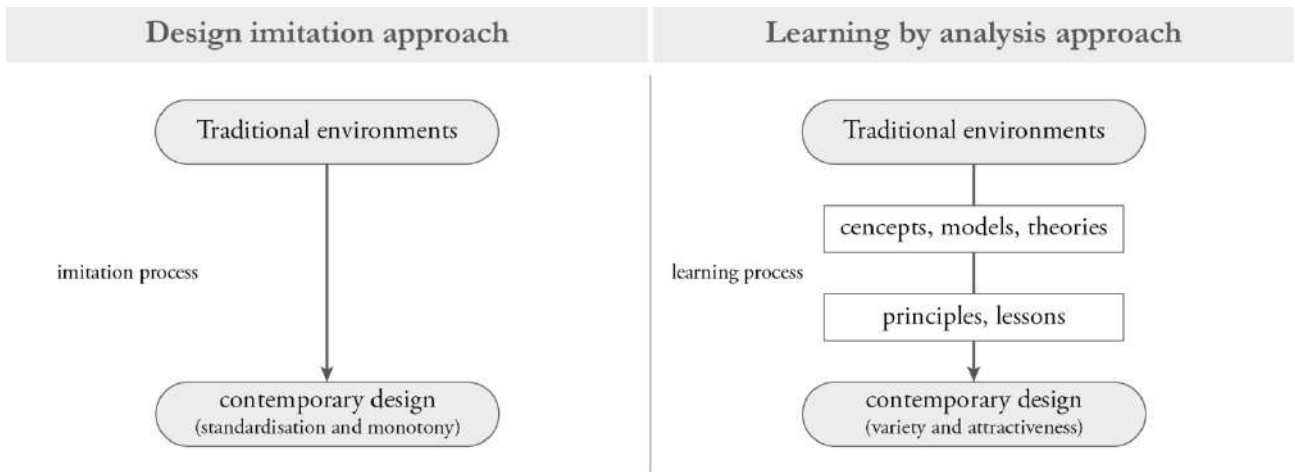 Design imitation approach
Traditional environments
imitation process
contemporary design
(standardisation and monotony)
Learning by analysis approach
Traditional environments
cencepts, models, theories
learning process
principles, lessons
contemporary design
(variety and attractiveness)